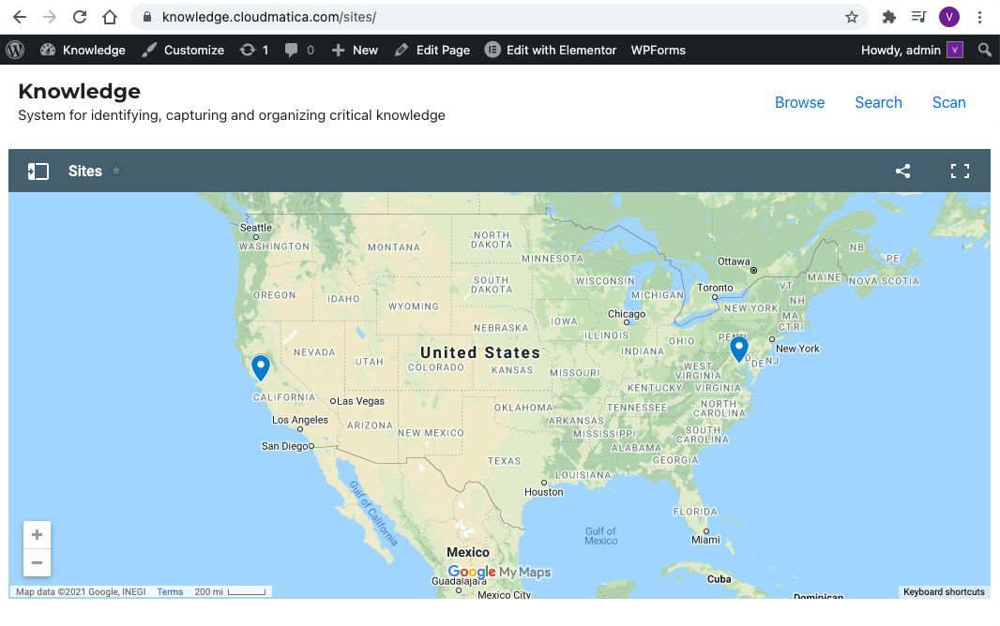 knowledge.cloudmatica.com/sites/
V
Knowledge Customize 1 0 New Edit Page Edit with Elementor WPForms Howdy, admin V
Knowledge
System for identifying, capturing and organizing critical knowledge
Browse Search Scan
Sites
Seattle
WASHINGTON
MONTANA
NORTH
DAKOTA
MINNESOTA
Ottawa
NB
PE
MAINE
NOVA SCOTIA
OREGON
IDAHO
WYOMING
SOUTH
DAKOTA
WISCONSIN
MICHIGAN
Toronto
VT
NH
NEW YORK
MA
CT RI
Chicago
IOWA
NEBRASKA
ILLINOIS
INDIANA
OHIO
PENN
New York
NEVADA
UTAH
United States
COLORADO
KANSAS
MISSOURI
WEST
VIRGINIA
D
DE
NJ
CALIFORNIA
Las Vegas
KENTUCKY
VIRGINIA
Los Angeles
ARIZONA
NEW MEXICO
OKLAHOMA
ARKANSAS
TENNESSEE
NORTH
CAROLINA
San Diego
MISSISSIPPI
SOUTH
CAROLINA
ALABAMA
GEORGIA
TEXAS
LOUISIANA
Houston
Gulf of California
FLORIDA
Gulf of
Mexico
Miami
Mexico
Google My Maps
Guadalajara
Mexico City
Cuba
Dominican
+
−
Map data ©2021 Google, INEGI Terms 200 mi
Keyboard shortcuts